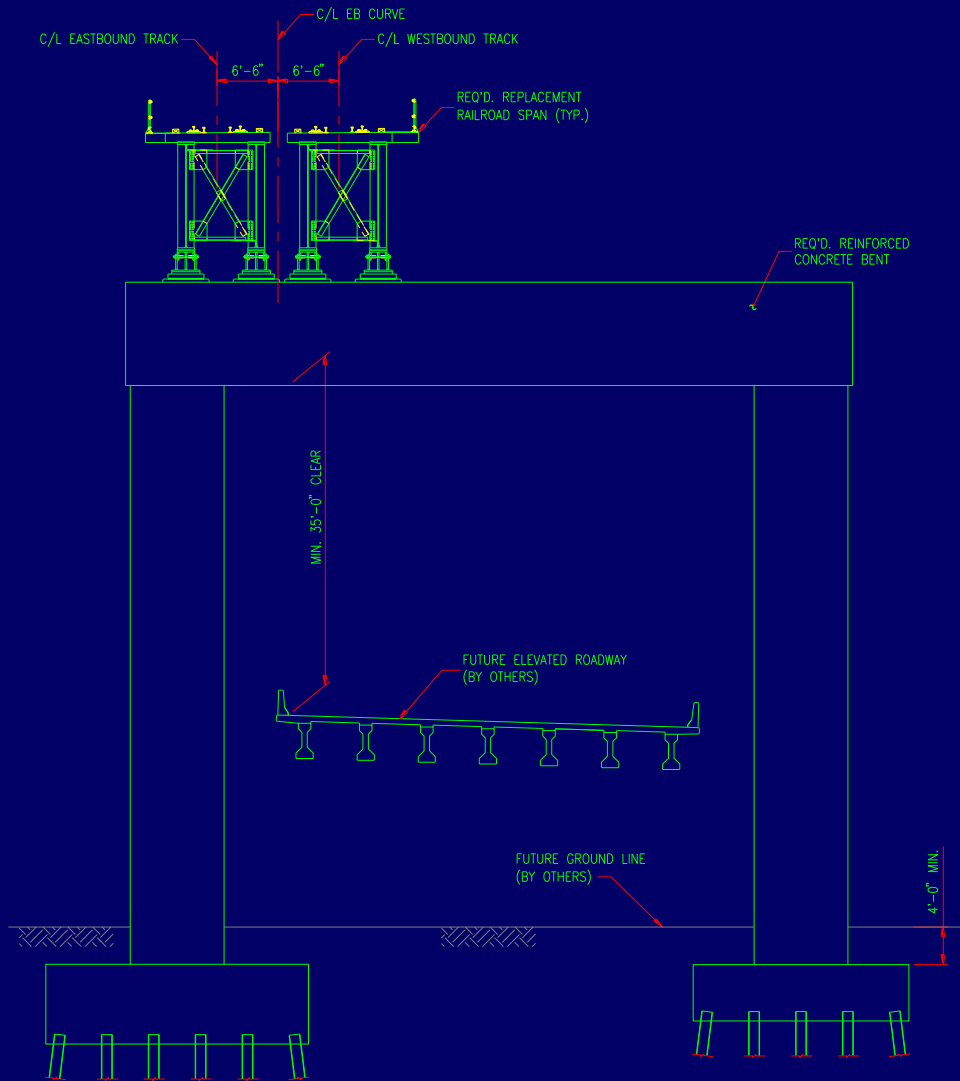 C/L EB CURVE
C/L EASTBOUND TRACK
C/L WESTBOUND TRACK
6'-6"
6'-6"
REQ'D. REPLACEMENT
RAILROAD SPAN (TYP.)
REQ'D. REINFORCED
CONCRETE BENT
MIN. 35'-0" CLEAR
FUTURE ELEVATED ROADWAY
(BY OTHERS)
FUTURE GROUND LINE
(BY OTHERS)
4'-0" MIN.